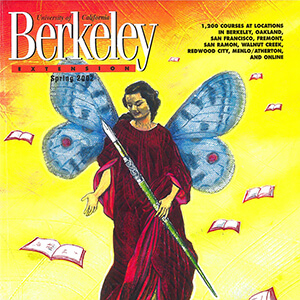 University of California
Berkeley
EXTENSION
Spring 2002
1,200 COURSES AT LOCATIONS
IN BERKELEY, OAKLAND,
SAN FRANCISCO, FREMONT,
SAN RAMON, WALNUT CREEK,
REDWOOD CITY, MENLO/ATHERTON,
AND ONLINE